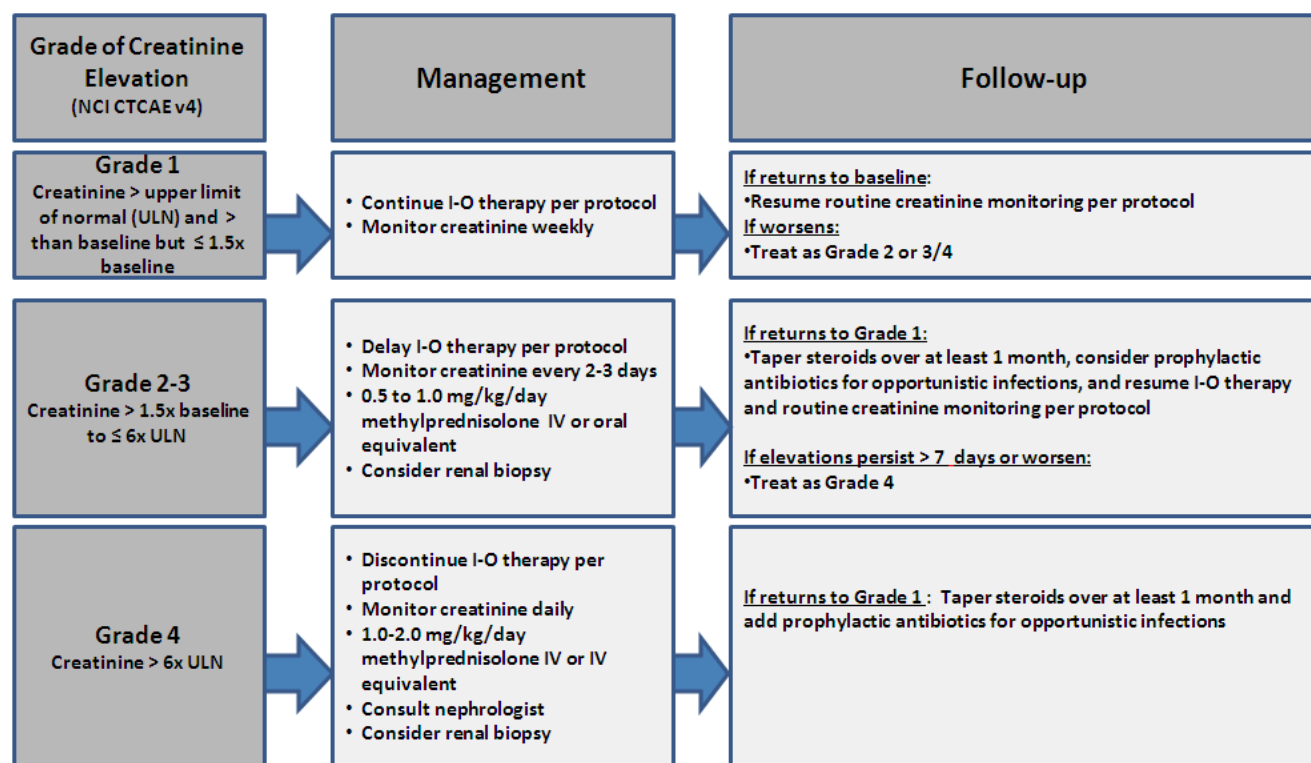 Grade of Creatinine
Elevation
(NCI CTCAE v4)
Management
Follow-up
Grade 1
Creatinine > upper limit
of normal (ULN) and >
than baseline but ≤ 1.5x
baseline
• Continue I-O therapy per protocol
• Monitor creatinine weekly
If returns to baseline:
•Resume routine creatinine monitoring per protocol
If worsens:
•Treat as Grade 2 or 3/4
Grade 2-3
Creatinine > 1.5x baseline
to ≤ 6x ULN
• Delay I-O therapy per protocol
• Monitor creatinine every 2-3 days
• 0.5 to 1.0 mg/kg/day
methylprednisolone IV or oral
equivalent
• Consider renal biopsy
If returns to Grade 1:
•Taper steroids over at least 1 month, consider prophylactic
antibiotics for opportunistic infections, and resume I-O therapy
and routine creatinine monitoring per protocol
If elevations persist > 7 days or worsen:
•Treat as Grade 4
Grade 4
Creatinine > 6x ULN
• Discontinue I-O therapy per
protocol
• Monitor creatinine daily
• 1.0-2.0 mg/kg/day
methylprednisolone IV or IV
equivalent
• Consult nephrologist
• Consider renal biopsy
If returns to Grade 1 : Taper steroids over at least 1 month and
add prophylactic antibiotics for opportunistic infections